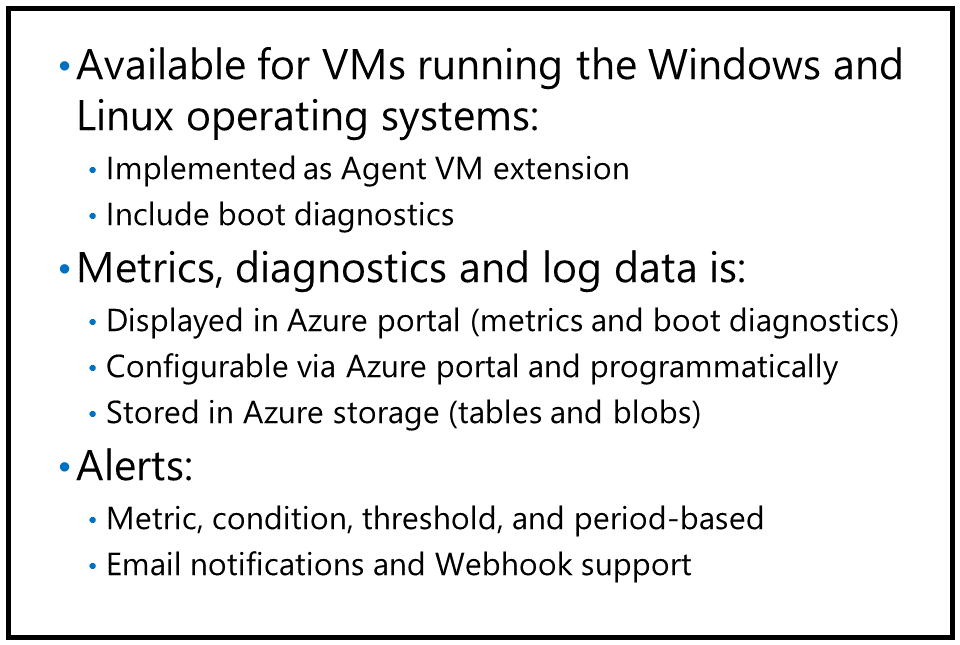 • Available for VMs running the Windows and
Linux operating systems:
• Implemented as Agent VM extension
• Include boot diagnostics
• Metrics, diagnostics and log data is:
• Displayed in Azure portal (metrics and boot diagnostics)
• Configurable via Azure portal and programmatically
• Stored in Azure storage (tables and blobs)
• Alerts:
• Metric, condition, threshold, and period-based
• Email notifications and Webhook support